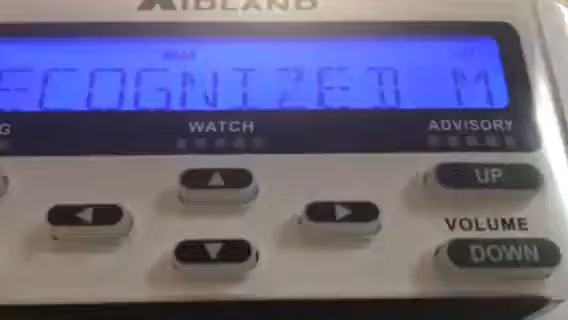 MIDLAND
ECOGNIZED M
G WATCH ADVISORY
UP
VOLUME
DOWN